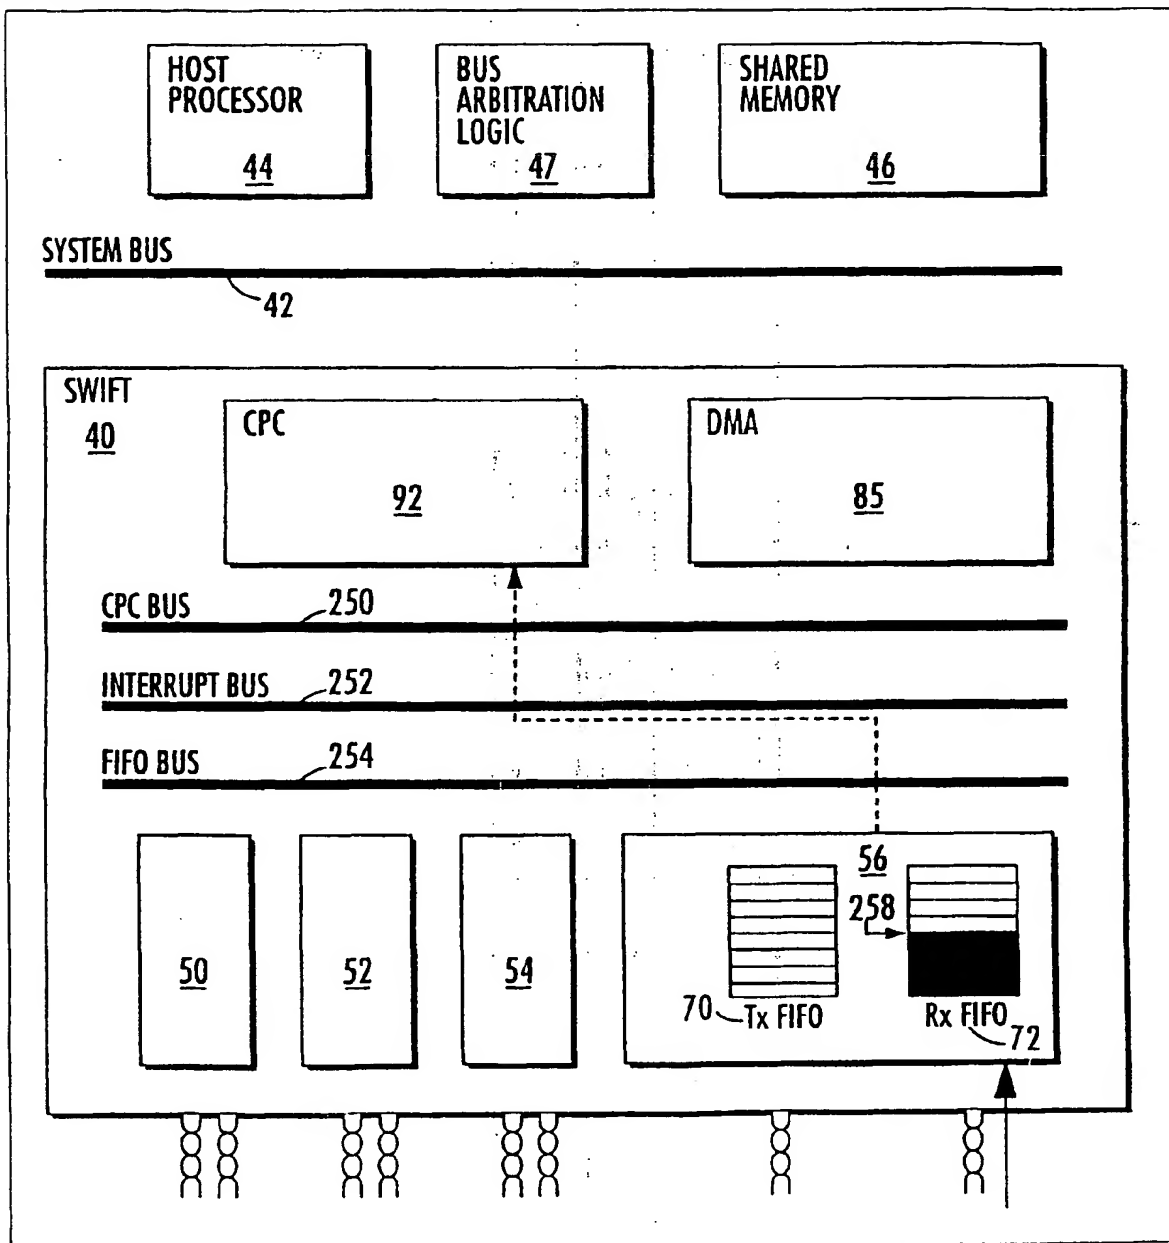 HOST
PROCESSOR
44
BUS
ARBITRATION
LOGIC
47
SHARED
MEMORY
46
SYSTEM BUS
42
SWIFT
40
CPC
92
DMA
85
CPC BUS
250
INTERRUPT BUS
252
FIFO BUS
254
50
52
54
56
258
70
Tx FIFO
Rx FIFO
72